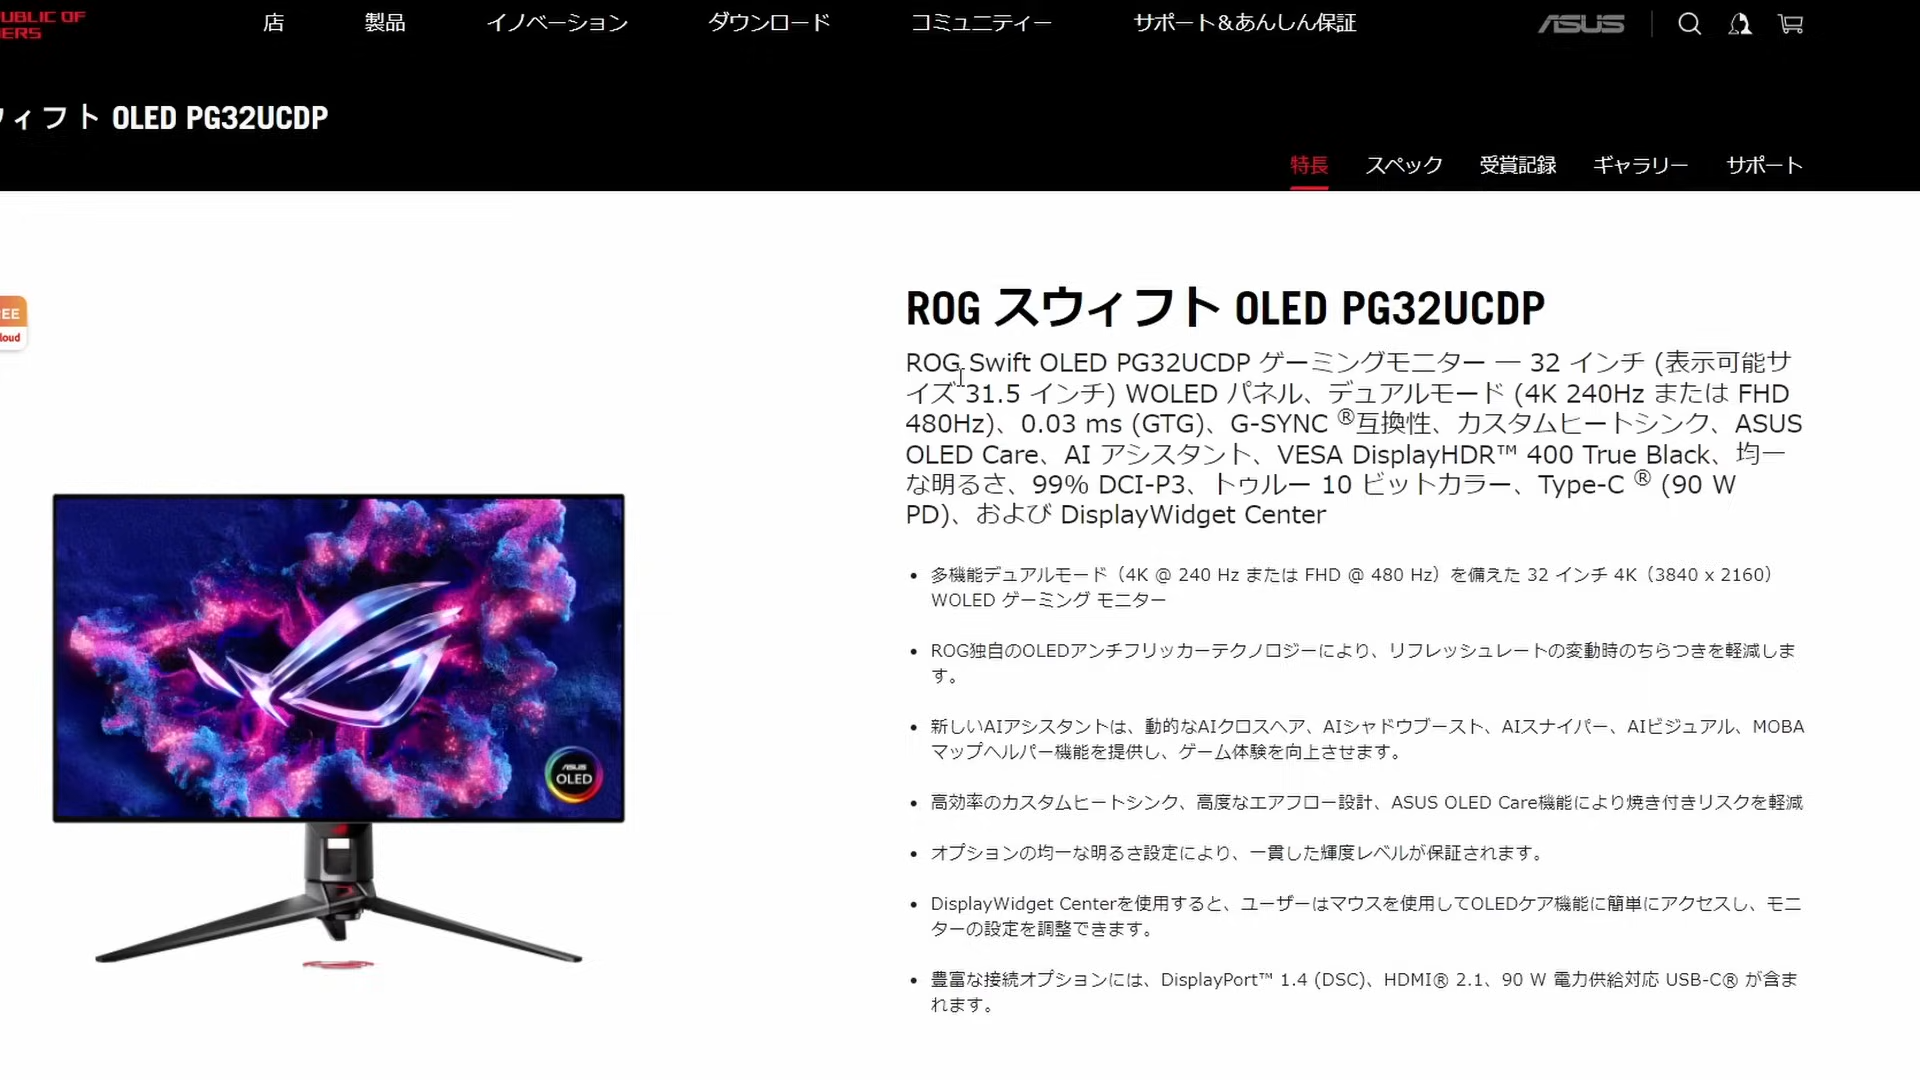 UBLIC OF
ERS
店
製品
イノベーション
ダウンロード
コミュニティー
サポート&あんしん保証
ASUS
ウィフト OLED PG32UCDP
特長
スペック
受賞記録
ギャラリー
サポート
EE
loud
ROG スウィフト OLED PG32UCDP
ROG Swift OLED PG32UCDP ゲーミングモニター ― 32 インチ (表示可能サ
イズ 31.5 インチ) WOLED パネル、デュアルモード (4K 240Hz または FHD
480Hz)、0.03 ms (GTG)、G-SYNC ®互換性、カスタムヒートシンク、ASUS
OLED Care、AI アシスタント、VESA DisplayHDR™ 400 True Black、均一
な明るさ、99% DCI-P3、トゥルー 10 ビットカラー、Type-C ® (90 W
PD)、および DisplayWidget Center
• 多機能デュアルモード（4K @ 240 Hz または FHD @ 480 Hz）を備えた 32 インチ 4K（3840 x 2160）
WOLED ゲーミング モニター
• ROG独自のOLEDアンチフリッカーテクノロジーにより、リフレッシュレートの変動時のちらつきを軽減しま
す。
• 新しいAIアシスタントは、動的なAIクロスヘア、AIシャドウブースト、AIスナイパー、AIビジュアル、MOBA
マップヘルパー機能を提供し、ゲーム体験を向上させます。
• 高効率のカスタムヒートシンク、高度なエアフロー設計、ASUS OLED Care機能により焼き付きリスクを軽減
• オプションの均一な明るさ設定により、一貫した輝度レベルが保証されます。
• DisplayWidget Centerを使用すると、ユーザーはマウスを使用してOLEDケア機能に簡単にアクセスし、モニ
ターの設定を調整できます。
• 豊富な接続オプションには、DisplayPort™ 1.4 (DSC)、HDMI® 2.1、90 W 電力供給対応 USB-C® が含ま
れます。
ASUS
OLED